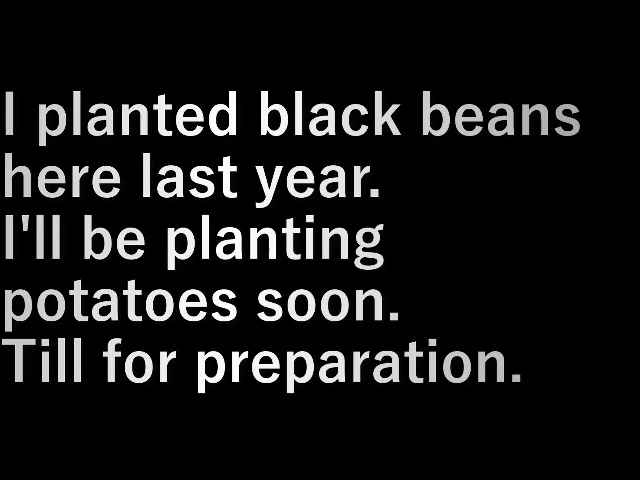 I planted black beans
here last year.
I'll be planting
potatoes soon.
Till for preparation.